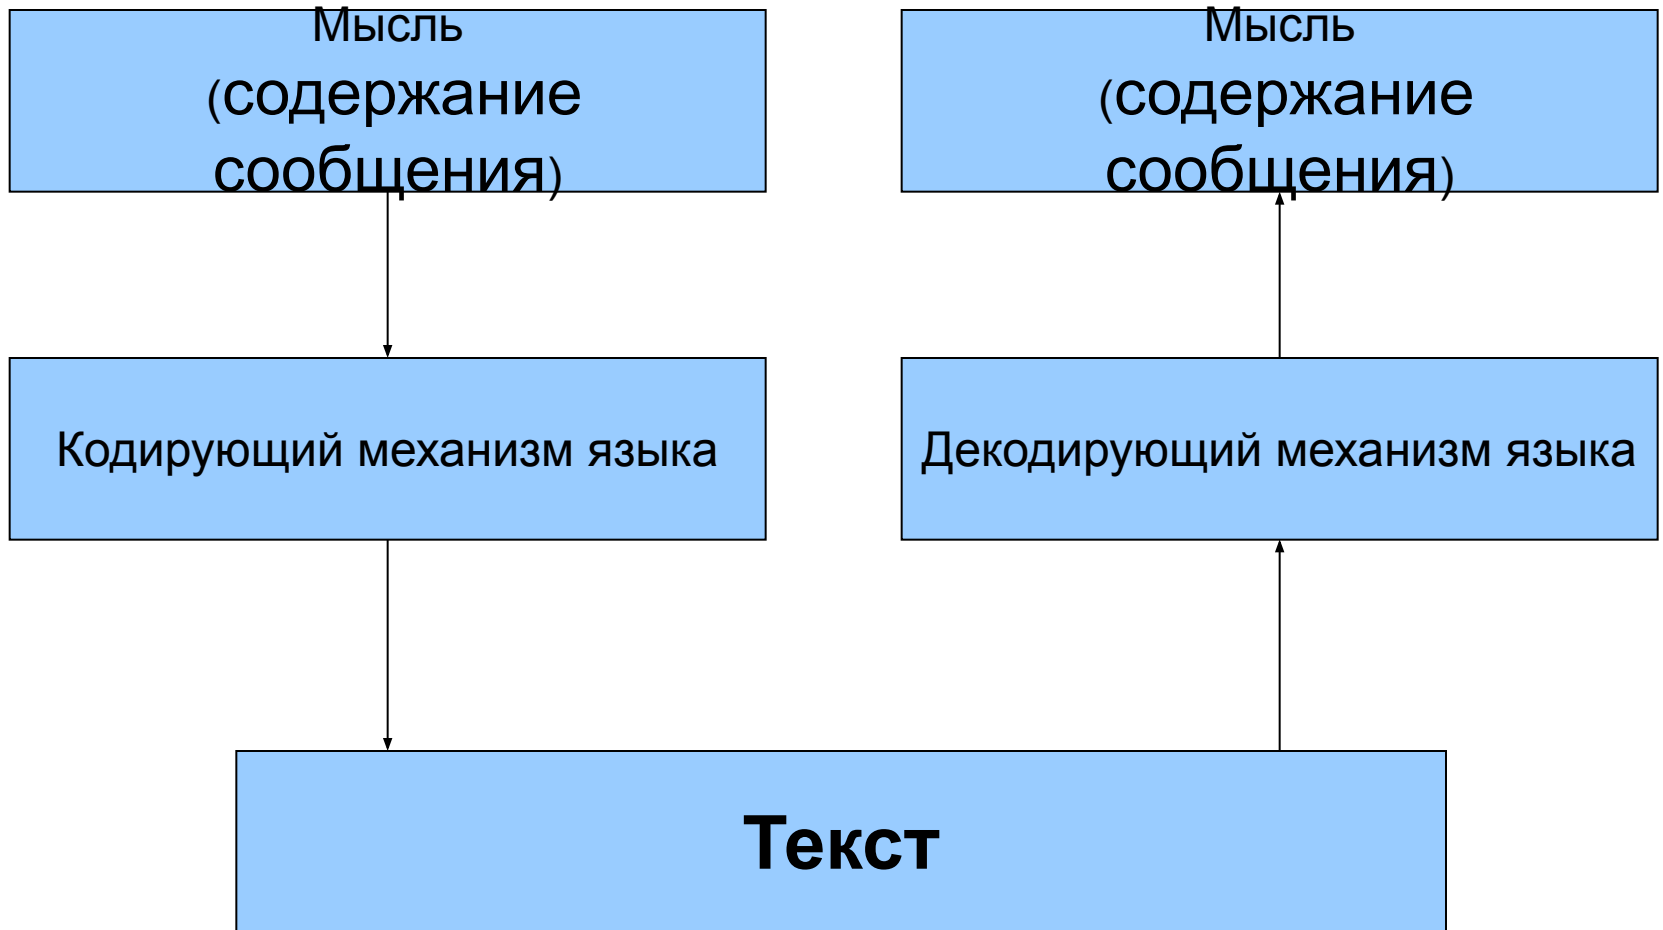 Мысль
(содержание
сообщения)
Мысль
(содержание
сообщения)
Кодирующий механизм языка
Декодирующий механизм языка
Текст